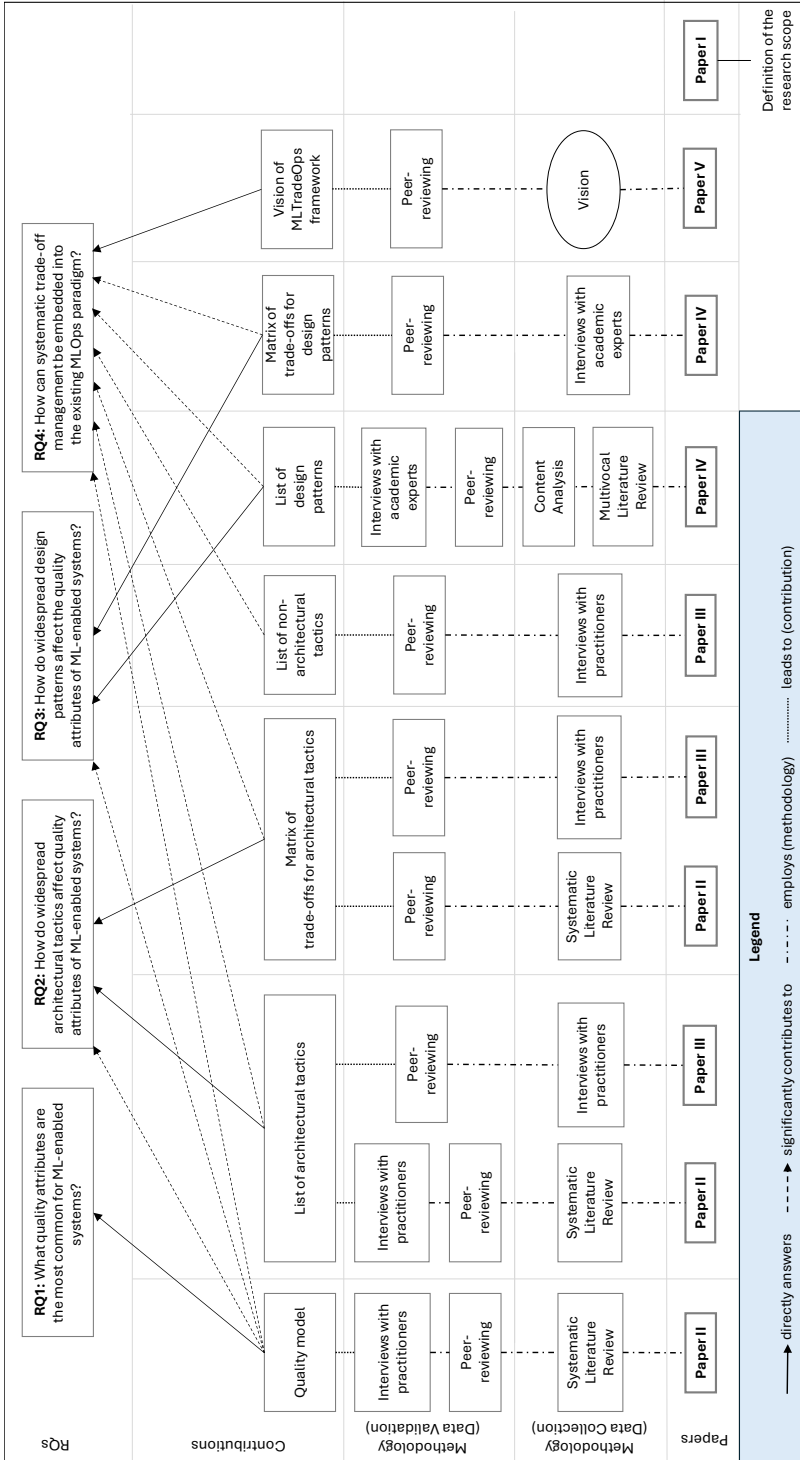 RQs
RQ1: What quality attributes are
the most common for ML-enabled
systems?
RQ2: How do widespread
architectural tactics affect quality
attributes of ML-enabled systems?
RQ3: How do widespread design
patterns affect the quality
attributes of ML-enabled systems?
RQ4: How can systematic trade-off
management be embedded into
the existing MLOps paradigm?
Contributions
Quality model
List of architectural tactics
Matrix of
trade-offs for architectural tactics
List of non-
architectural
tactics
List of
design
patterns
Matrix of
trade-offs for
design
patterns
Vision of
MLTradeOps
framework
Methodology
(Data Validation)
Interviews with
practitioners
Peer-
reviewing
Interviews with
practitioners
Peer-
reviewing
Peer-
reviewing
Peer-
reviewing
Peer-
reviewing
Peer-
reviewing
Interviews with
academic
experts
Peer-
reviewing
Peer-
reviewing
Peer-
reviewing
Methodology
(Data Collection)
Systematic
Literature
Review
Systematic
Literature
Review
Interviews with
practitioners
Systematic
Literature
Review
Interviews with
practitioners
Interviews with
practitioners
Content
Analysis
Multivocal
Literature
Review
Interviews with
academic
experts
Vision
Papers
Paper II
Paper II
Paper III
Paper II
Paper III
Paper III
Paper IV
Paper IV
Paper V
Paper I
Definition of the
research scope
Legend
directly answers
significantly contributes to
employs (methodology)
leads to (contribution)